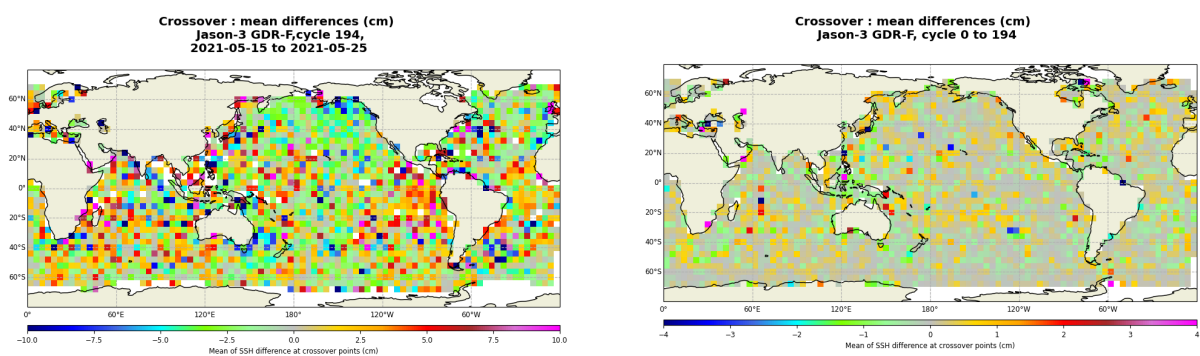 Crossover : mean differences (cm)
Jason-3 GDR-F,cycle 194,
2021-05-15 to 2021-05-25
60°N
40°N
20°N
0°
20°S
40°S
60°S
0° 60°E 120°E 180° 120°W 60°W
−10.0 −7.5 −5.0 −2.5 0.0 2.5 5.0 7.5 10.0
Mean of SSH difference at crossover points (cm)
Crossover : mean differences (cm)
Jason-3 GDR-F, cycle 0 to 194
60°N
40°N
20°N
0°
20°S
40°S
60°S
0° 60°E 120°E 180° 120°W 60°W
−4 −3 −2 −1 0 1 2 3 4
Mean of SSH difference at crossover points (cm)